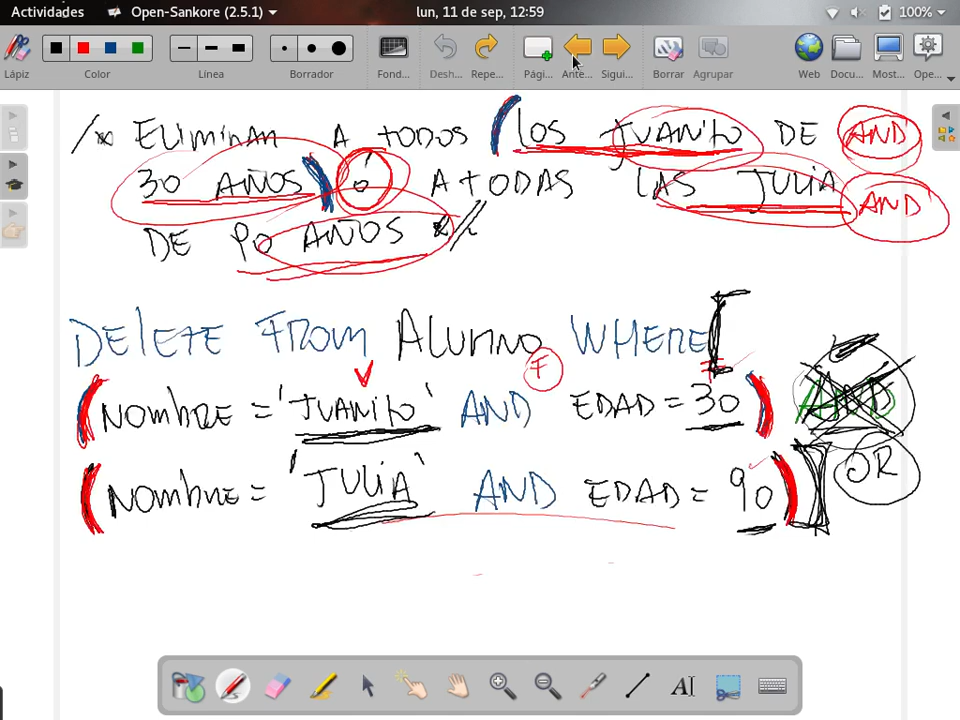 Actividades
Open-Sankore (2.5.1)
lun, 11 de sep, 12:59
100%
Lápiz
Color
Línea
Borrador
Fond...
Desh...
Repe...
Pági...
Ante...
Sigui...
Borrar
Agrupar
Web
Docu...
Most...
Ope...
/* Eliminan A TODOS (los JUANITO DE AND
30 AÑOS) ó A TODAS LAS JULIA AND
DE 90 AÑOS */
DELETE FROM Alumno WHERE [
F
(NOMBRE = 'JUANITO' AND EDAD = 30) AND
OR
(NOMBRE = 'JULIA' AND EDAD = 90)]